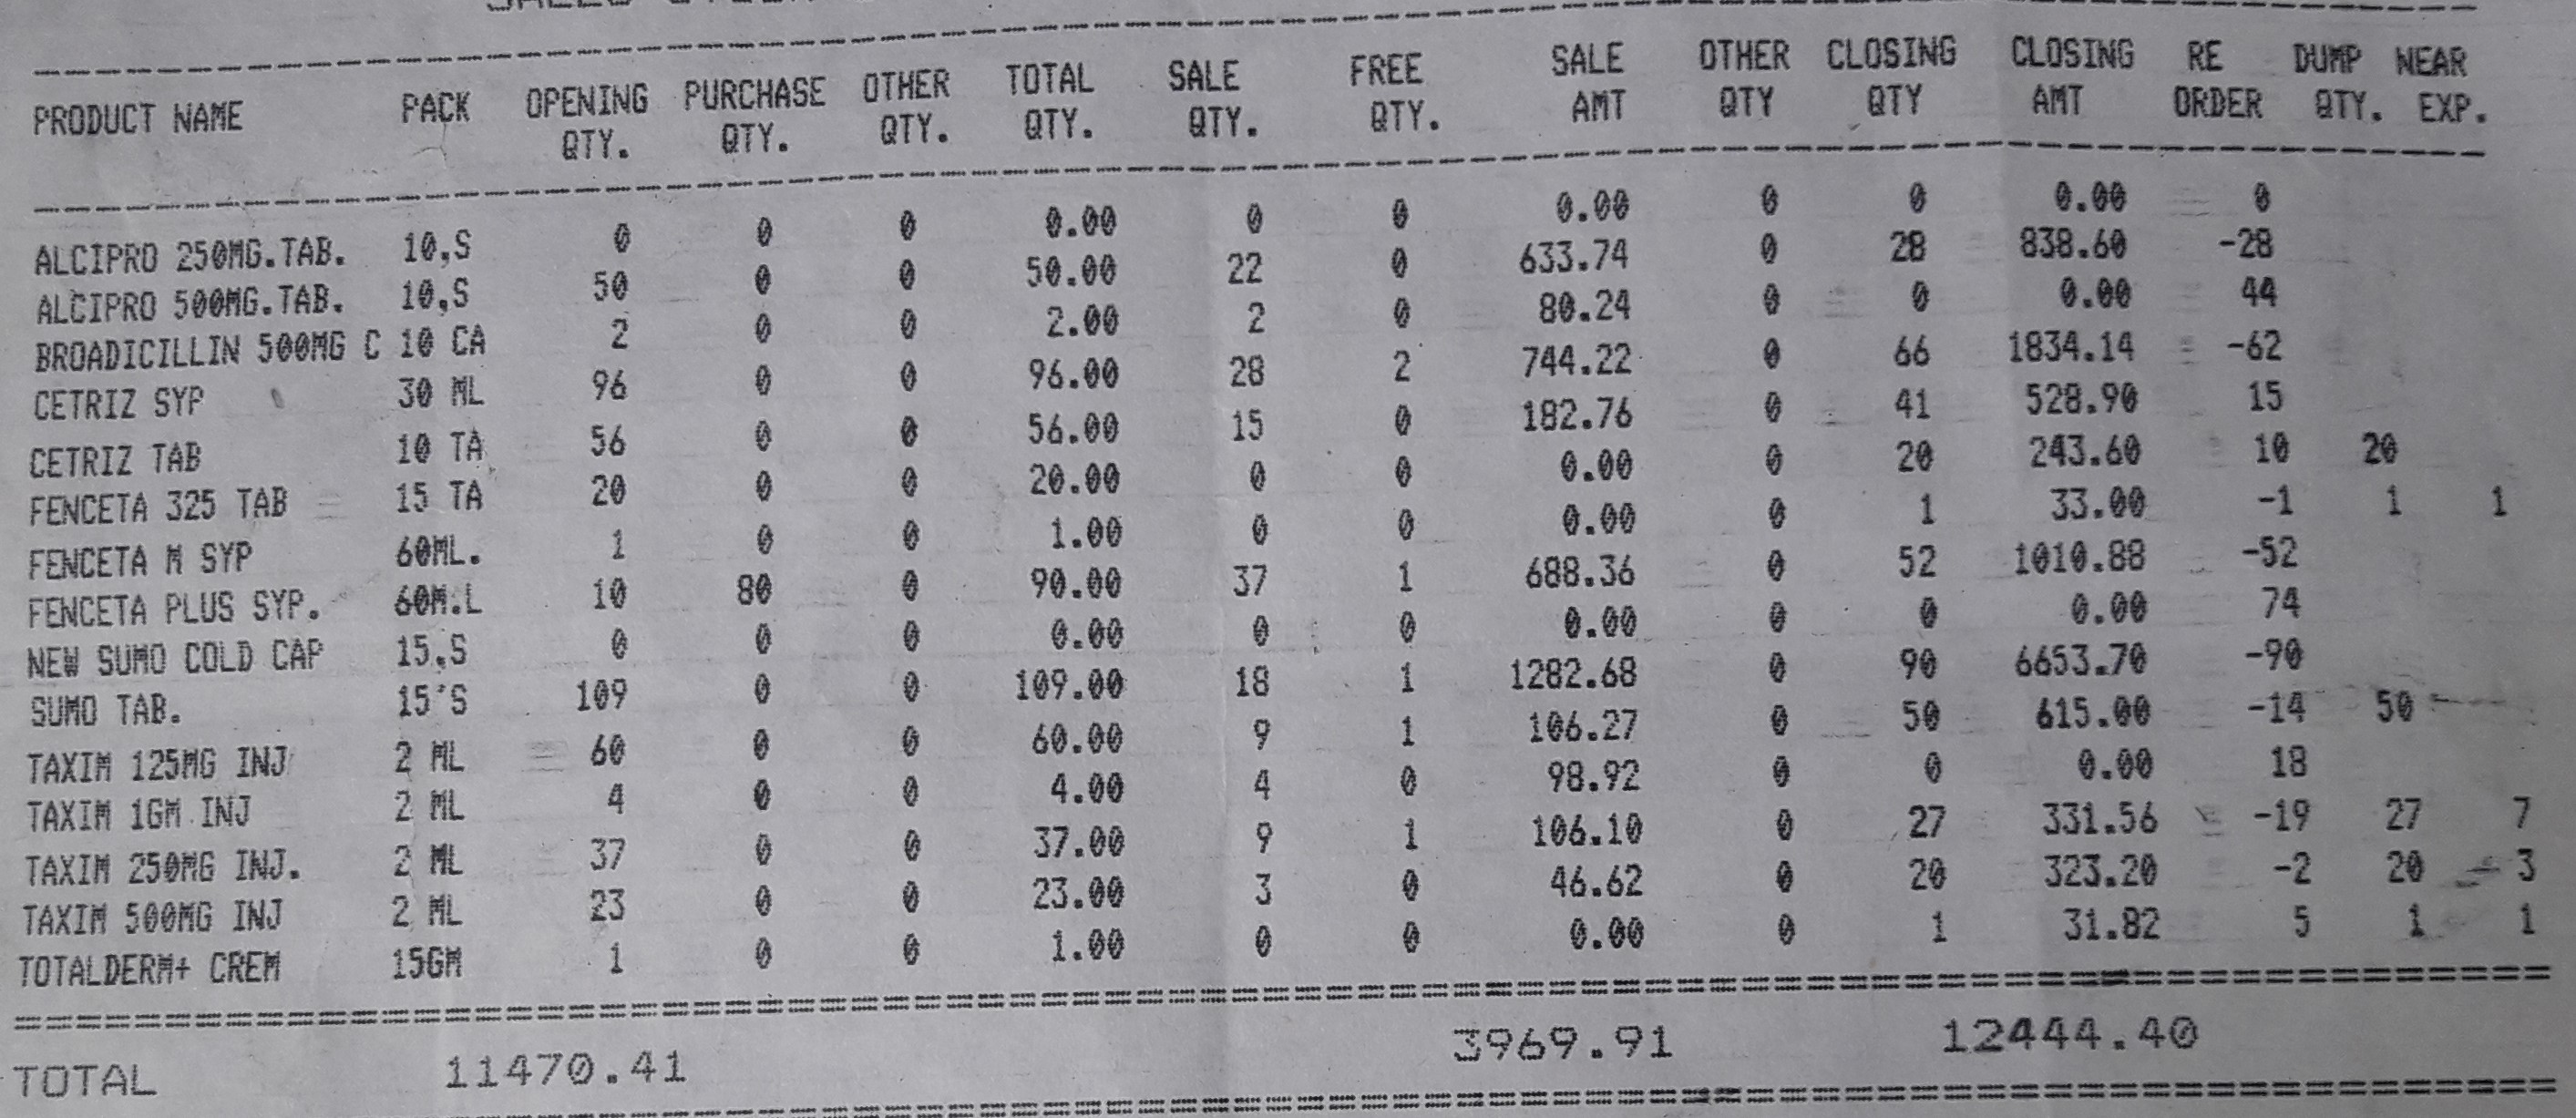 PRODUCT NAME PACK OPENING PURCHASE OTHER TOTAL SALE FREE SALE OTHER CLOSING CLOSING RE DUMP NEAR
QTY. QTY. QTY. QTY. QTY. QTY. AMT QTY QTY AMT ORDER QTY. EXP.
ALCIPRO 250MG.TAB. 10,S 0 0 0 0.00 0 0 0.00 0 0 0.00 0
ALCIPRO 500MG.TAB. 10,S 50 0 0 50.00 22 0 633.74 0 28 838.60 -28
BROADICILLIN 500MG C 10 CA 2 0 0 2.00 2 0 80.24 0 0 0.00 44
CETRIZ SYP 30 ML 96 0 0 96.00 28 2 744.22 0 66 1834.14 -62
CETRIZ TAB 10 TA 56 0 0 56.00 15 0 182.76 0 41 528.90 15
FENCETA 325 TAB 15 TA 20 0 0 20.00 0 0 0.00 0 20 243.60 10 20
FENCETA M SYP 60ML. 1 0 0 1.00 0 0 0.00 0 1 33.00 -1 1 1
FENCETA PLUS SYP. 60M.L 10 80 0 90.00 37 1 688.36 0 52 1010.88 -52
NEW SUMO COLD CAP 15,S 0 0 0 0.00 0 0 0.00 0 0 0.00 74
SUMO TAB. 15'S 109 0 0 109.00 18 1 1282.68 0 90 6653.70 -90
TAXIM 125MG INJ 2 ML 60 0 0 60.00 9 1 106.27 0 50 615.00 -14 50
TAXIM 1GM INJ 2 ML 4 0 0 4.00 4 0 98.92 0 0 0.00 18
TAXIM 250MG INJ. 2 ML 37 0 0 37.00 9 1 106.10 0 27 331.56 -19 27 7
TAXIM 500MG INJ 2 ML 23 0 0 23.00 3 0 46.62 0 20 323.20 -2 20 3
TOTALDERM+ CREM 15GM 1 0 0 1.00 0 0 0.00 0 1 31.82 5 1 1
TOTAL 11470.41 3969.91 12444.40